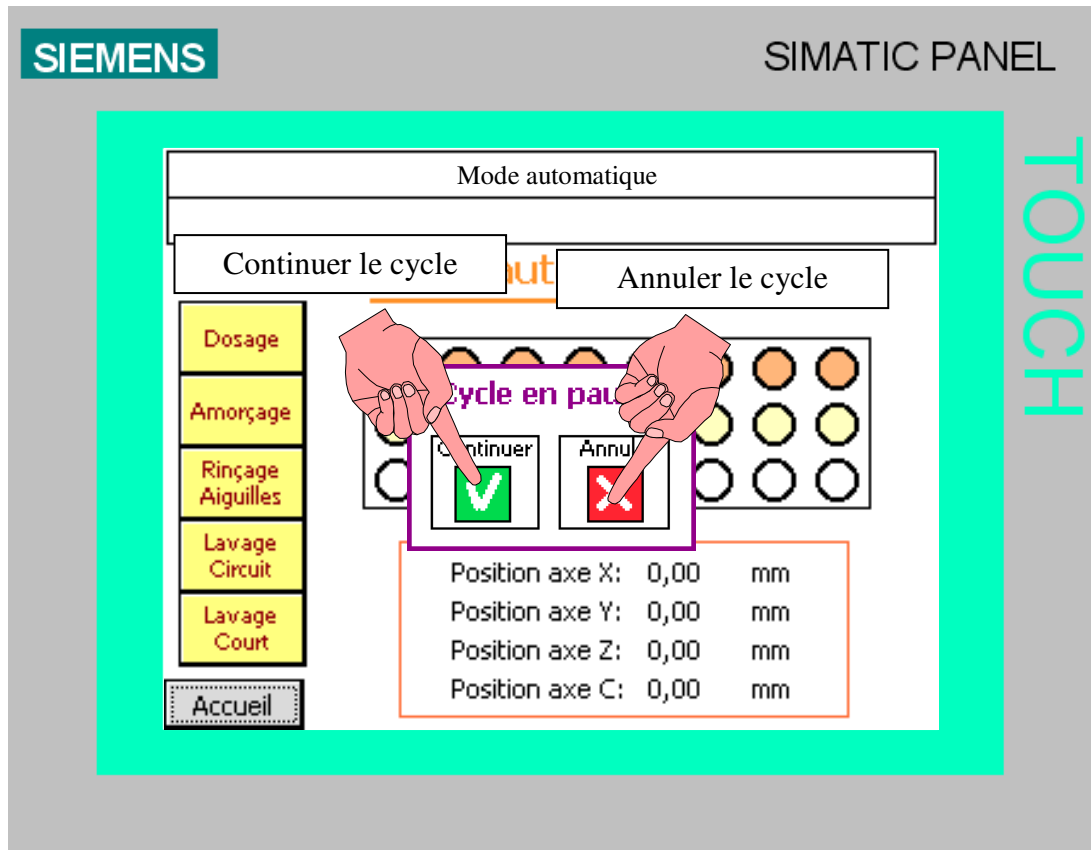 SIEMENS
SIMATIC PANEL
TOUCH
Mode automatique
Continuer le cycle
Annuler le cycle
Dosage
Amorçage
Rinçage
Aiguilles
Lavage
Circuit
Lavage
Court
Accueil
Cycle en
Continuer
Position axe X: 0,00 mm
Position axe Y: 0,00 mm
Position axe Z: 0,00 mm
Position axe C: 0,00 mm